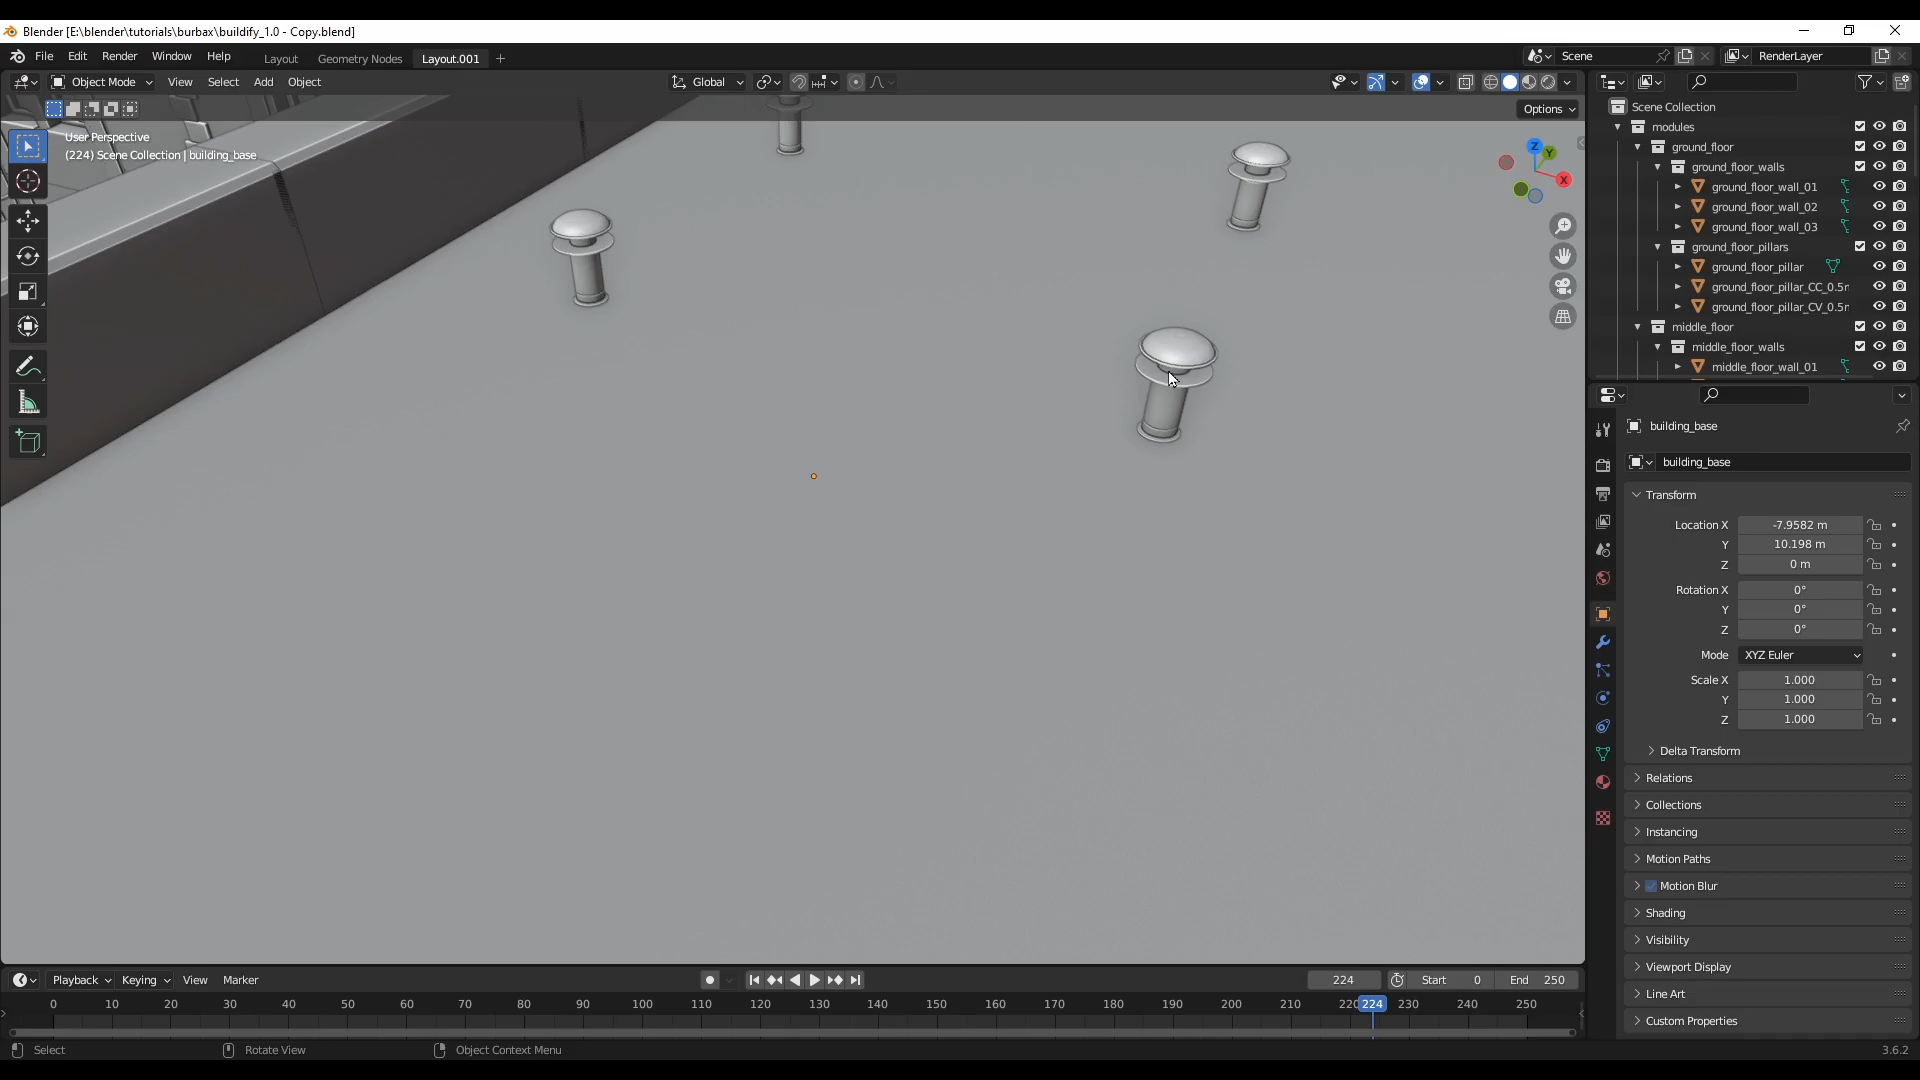 Blender [E:\blender\tutorials\burbax\buildify_1.0 - Copy.blend]
File Edit Render Window Help Layout Geometry Nodes Layout.001 + Scene RenderLayer
Object Mode View Select Add Object Global
Options
User Perspective
(224) Scene Collection | building_base
Z
Y
X
Scene Collection
modules
ground_floor
ground_floor_walls
ground_floor_wall_01
ground_floor_wall_02
ground_floor_wall_03
ground_floor_pillars
ground_floor_pillar
ground_floor_pillar_CC_0.5r
ground_floor_pillar_CV_0.5r
middle_floor
middle_floor_walls
middle_floor_wall_01
building_base
building_base
Transform
Location X -7.9582 m
Y 10.198 m
Z 0 m
Rotation X 0°
Y 0°
Z 0°
Mode XYZ Euler
Scale X 1.000
Y 1.000
Z 1.000
Delta Transform
Relations
Collections
Instancing
Motion Paths
Motion Blur
Shading
Visibility
Viewport Display
Line Art
Custom Properties
Playback Keying View Marker 224 Start 0 End 250
0 10 20 30 40 50 60 70 80 90 100 110 120 130 140 150 160 170 180 190 200 210 220 224 230 240 250
Select Rotate View Object Context Menu 3.6.2